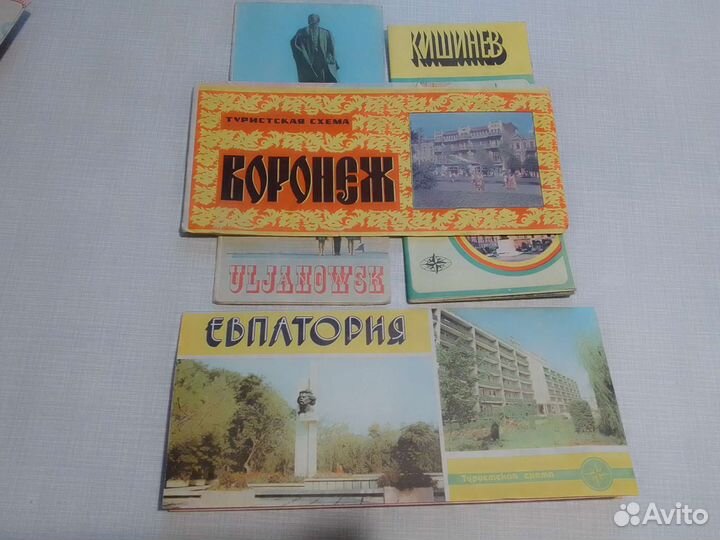 КИШИНЕВ
ТУРИСТСКАЯ СХЕМА
ВОРОНЕЖ
ULJANOWSK
ЕВПАТОРИЯ
Туристская схема
Avito